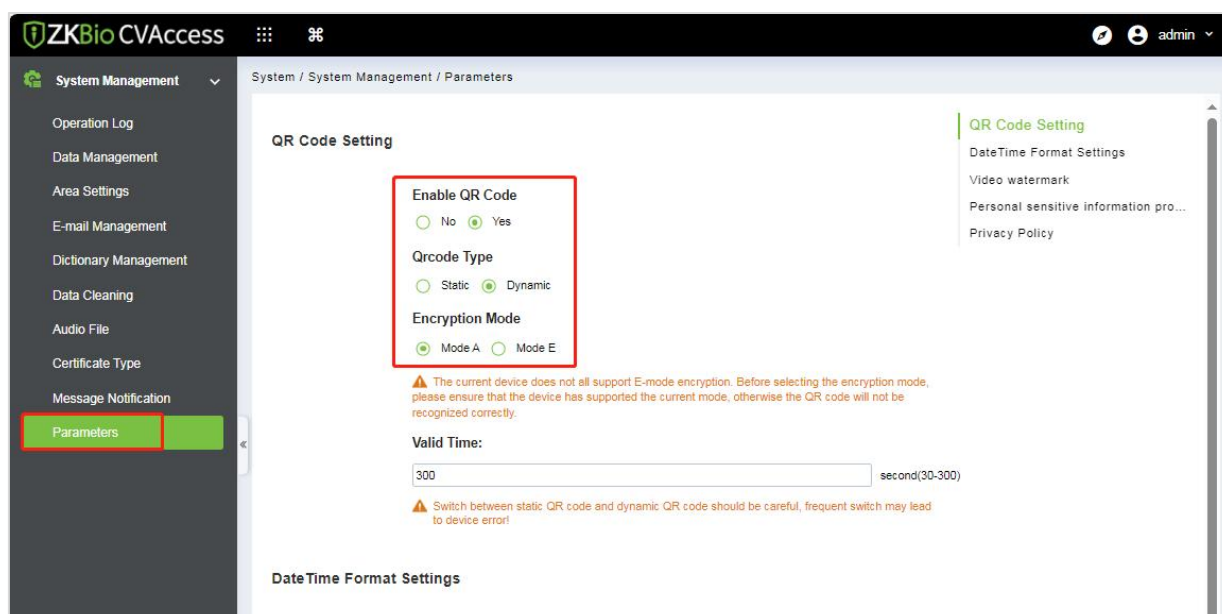 ZKBio CVAccess
admin
System Management
System / System Management / Parameters
Operation Log
Data Management
Area Settings
E-mail Management
Dictionary Management
Data Cleaning
Audio File
Certificate Type
Message Notification
Parameters
QR Code Setting
Enable QR Code
No Yes
Qrcode Type
Static Dynamic
Encryption Mode
Mode A Mode E
The current device does not all support E-mode encryption. Before selecting the encryption mode,
please ensure that the device has supported the current mode, otherwise the QR code will not be
recognized correctly.
Valid Time:
300 second(30-300)
Switch between static QR code and dynamic QR code should be careful, frequent switch may lead
to device error!
DateTime Format Settings
QR Code Setting
DateTime Format Settings
Video watermark
Personal sensitive information pro...
Privacy Policy